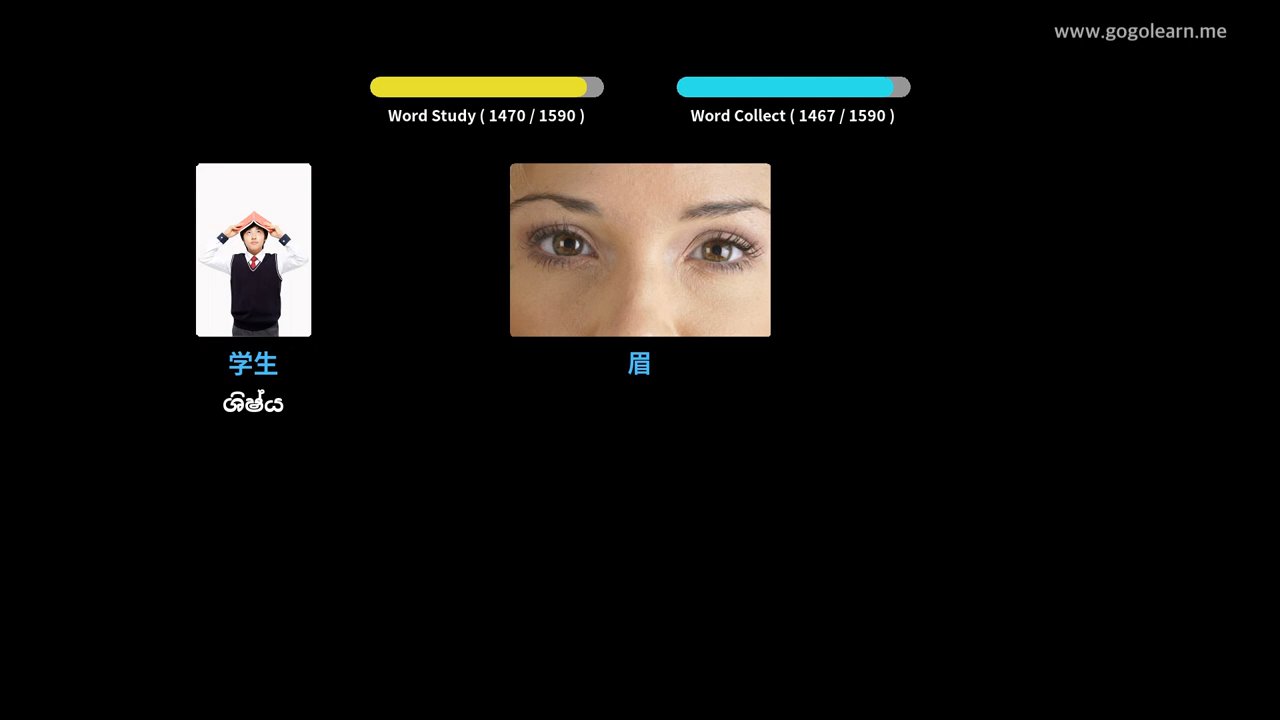 www.gogolearn.me
Word Study ( 1470 / 1590 )
Word Collect ( 1467 / 1590 )
学生
眉
ශිෂ්ය